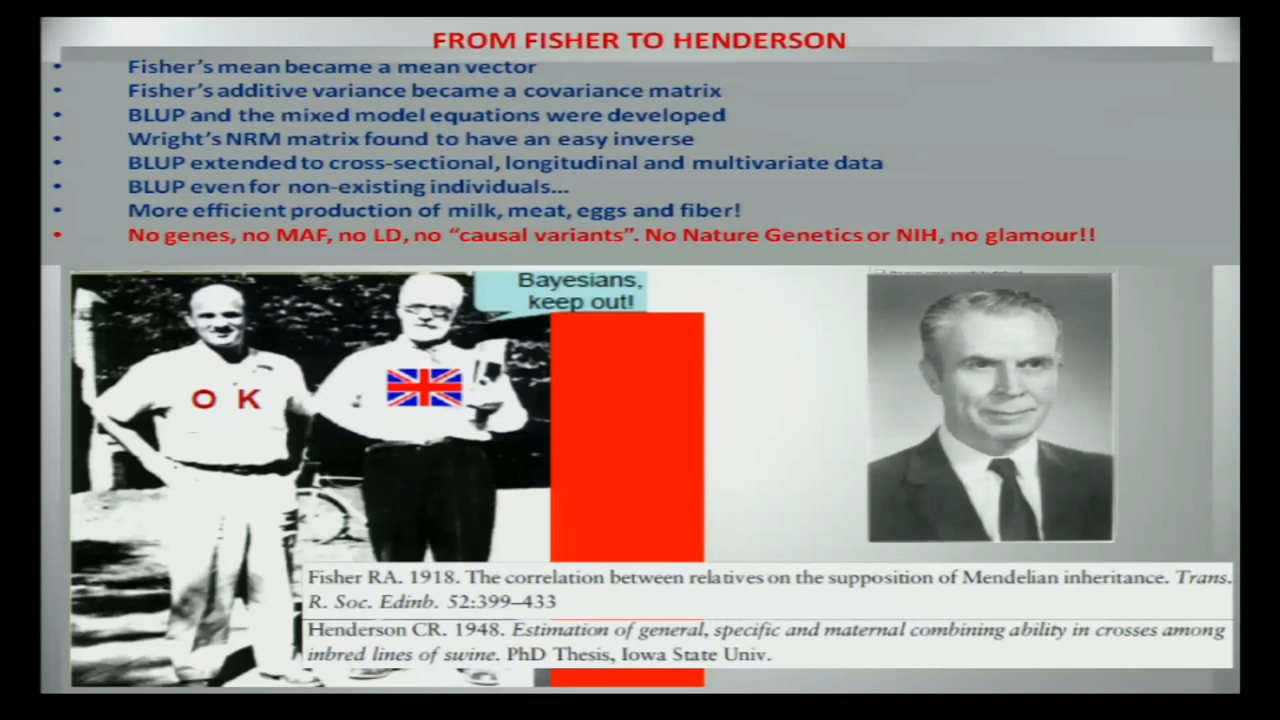 FROM FISHER TO HENDERSON
• Fisher's mean became a mean vector
• Fisher's additive variance became a covariance matrix
• BLUP and the mixed model equations were developed
• Wright's NRM matrix found to have an easy inverse
• BLUP extended to cross-sectional, longitudinal and multivariate data
• BLUP even for non-existing individuals...
• More efficient production of milk, meat, eggs and fiber!
• No genes, no MAF, no LD, no "causal variants". No Nature Genetics or NIH, no glamour!!
Bayesians,
keep out!
O K
Fisher RA. 1918. The correlation between relatives on the supposition of Mendelian inheritance. Trans.
R. Soc. Edinb. 52:399–433
Henderson CR. 1948. Estimation of general, specific and maternal combining ability in crosses among
inbred lines of swine. PhD Thesis, Iowa State Univ.